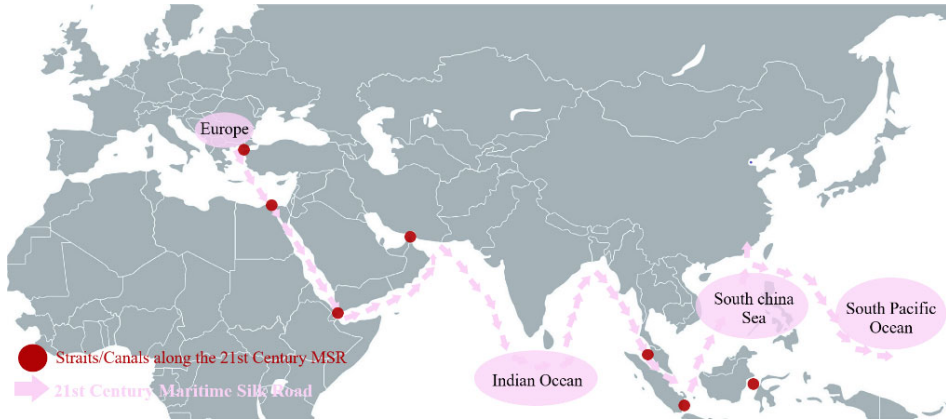 Europe
South china
Sea
South Pacific
Ocean
Indian Ocean
Straits/Canals along the 21st Century MSR
21st Century Maritime Silk Road